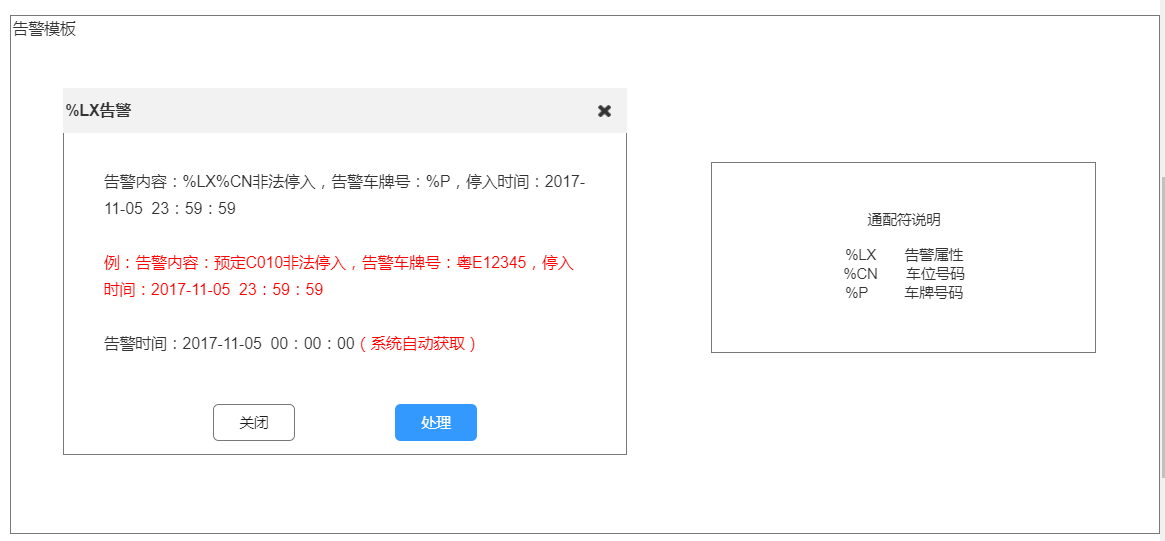 告警模板
%LX告警
告警内容：%LX%CN非法停入，告警车牌号：%P，停入时间：2017-
11-05  23：59：59
例：告警内容：预定C010非法停入，告警车牌号：粤E12345，停入
时间：2017-11-05  23：59：59
告警时间：2017-11-05  00：00：00（系统自动获取）
关闭
处理
通配符说明
%LX 告警属性
%CN 车位号码
%P 车牌号码